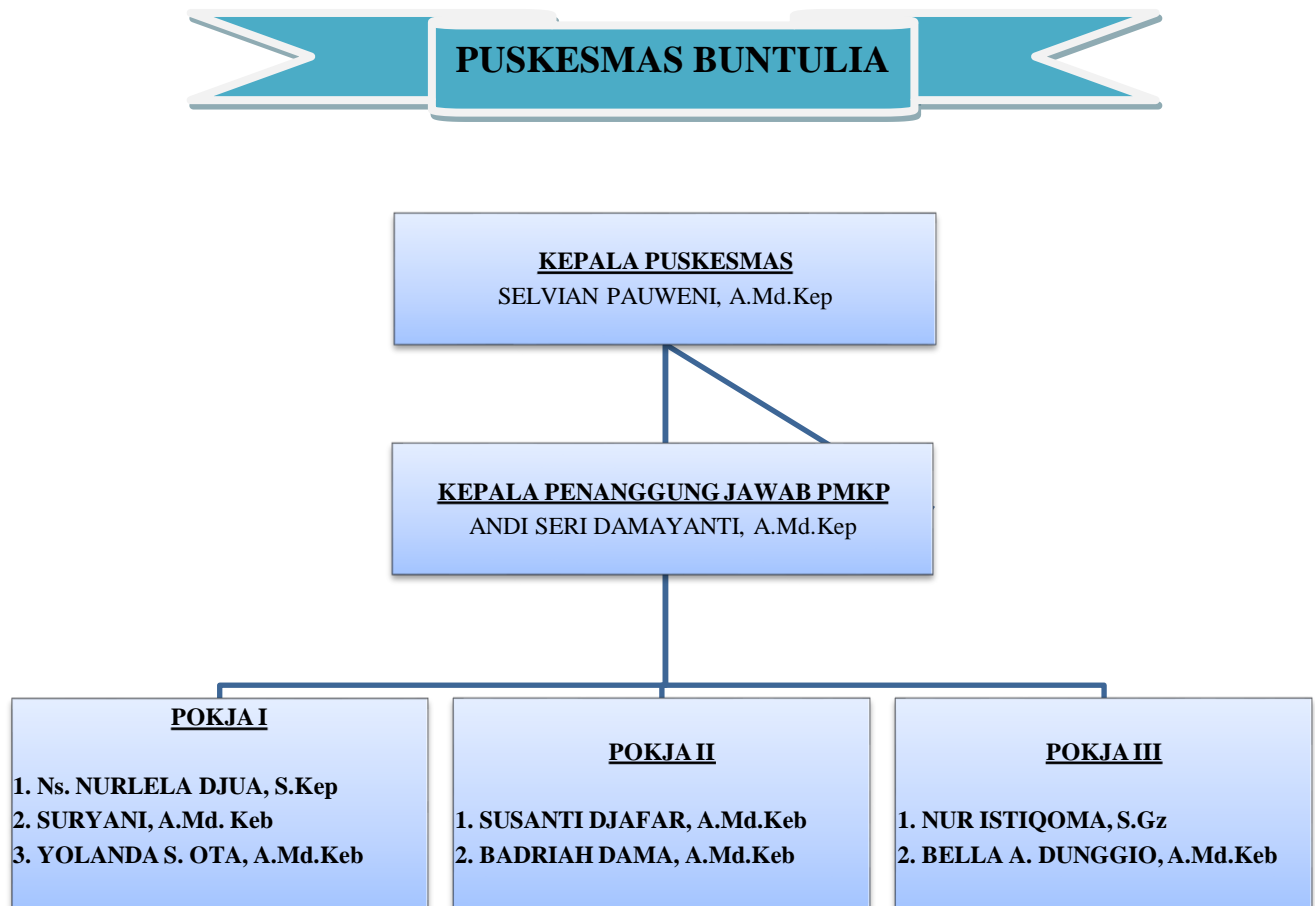 PUSKESMAS BUNTULIA
KEPALA PUSKESMAS
SELVIAN PAUWENI, A.Md.Kep
KEPALA PENANGGUNG JAWAB PMKP
ANDI SERI DAMAYANTI, A.Md.Kep
POKJA I
1. Ns. NURLELA DJUA, S.Kep
2. SURYANI, A.Md. Keb
3. YOLANDA S. OTA, A.Md.Keb
POKJA II
1. SUSANTI DJAFAR, A.Md.Keb
2. BADRIAH DAMA, A.Md.Keb
POKJA III
1. NUR ISTIQOMA, S.Gz
2. BELLA A. DUNGGIO, A.Md.Keb